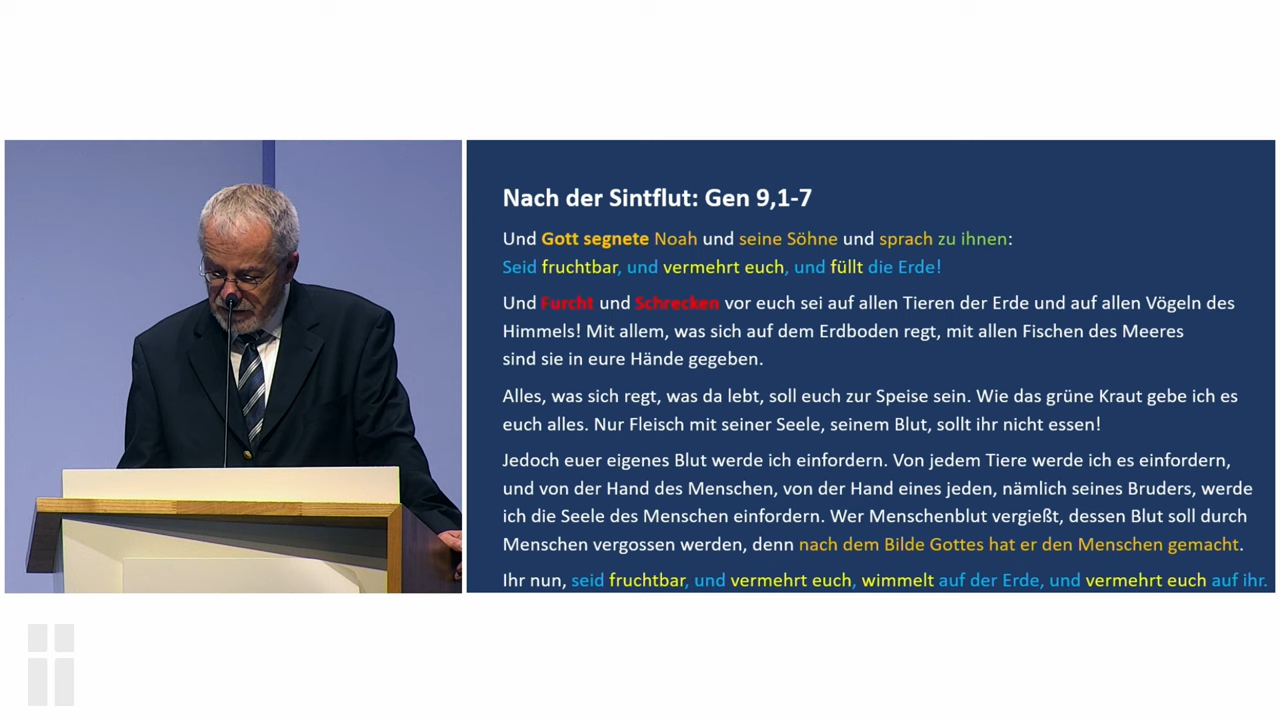 Nach der Sintflut: Gen 9,1-7
Und Gott segnete Noah und seine Söhne und sprach zu ihnen:
Seid fruchtbar, und vermehrt euch, und füllt die Erde!
Und Furcht und Schrecken vor euch sei auf allen Tieren der Erde und auf allen Vögeln des
Himmels! Mit allem, was sich auf dem Erdboden regt, mit allen Fischen des Meeres
sind sie in eure Hände gegeben.
Alles, was sich regt, was da lebt, soll euch zur Speise sein. Wie das grüne Kraut gebe ich es
euch alles. Nur Fleisch mit seiner Seele, seinem Blut, sollt ihr nicht essen!
Jedoch euer eigenes Blut werde ich einfordern. Von jedem Tiere werde ich es einfordern,
und von der Hand des Menschen, von der Hand eines jeden, nämlich seines Bruders, werde
ich die Seele des Menschen einfordern. Wer Menschenblut vergießt, dessen Blut soll durch
Menschen vergossen werden, denn nach dem Bilde Gottes hat er den Menschen gemacht.
Ihr nun, seid fruchtbar, und vermehrt euch, wimmelt auf der Erde, und vermehrt euch auf ihr.